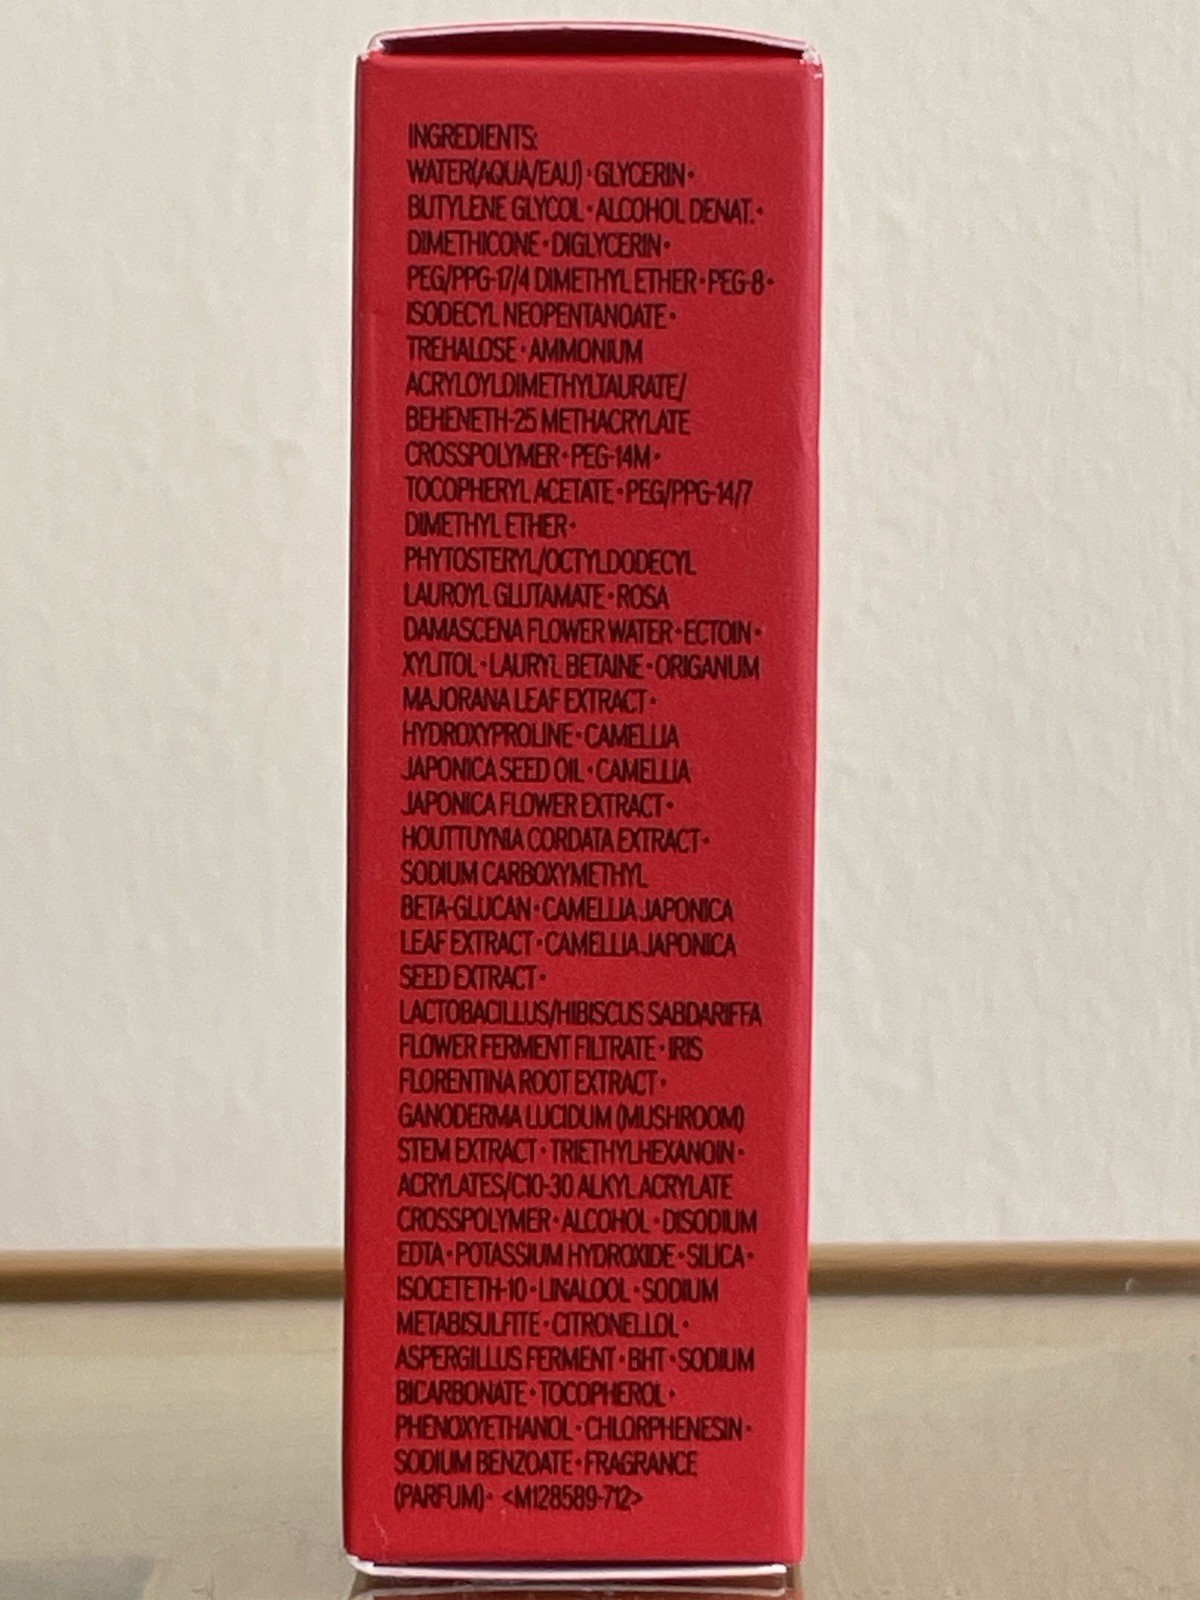 INGREDIENTS:
WATER(AQUA/EAU)・GLYCERIN・
BUTYLENE GLYCOL・ALCOHOL DENAT.・
DIMETHICONE・DIGLYCERIN・
PEG/PPG-17/4 DIMETHYL ETHER・PEG-8・
ISODECYL NEOPENTANOATE・
TREHALOSE・AMMONIUM
ACRYLOYLDIMETHYLTAURATE/
BEHENETH-25 METHACRYLATE
CROSSPOLYMER・PEG-14M・
TOCOPHERYL ACETATE・PEG/PPG-14/7
DIMETHYL ETHER・
PHYTOSTERYL/OCTYLDODECYL
LAUROYL GLUTAMATE・ROSA
DAMASCENA FLOWER WATER・ECTOIN・
XYLITOL・LAURYL BETAINE・ORIGANUM
MAJORANA LEAF EXTRACT・
HYDROXYPROLINE・CAMELLIA
JAPONICA SEED OIL・CAMELLIA
JAPONICA FLOWER EXTRACT・
HOUTTUYNIA CORDATA EXTRACT・
SODIUM CARBOXYMETHYL
BETA-GLUCAN・CAMELLIA JAPONICA
LEAF EXTRACT・CAMELLIA JAPONICA
SEED EXTRACT・
LACTOBACILLUS/HIBISCUS SABDARIFFA
FLOWER FERMENT FILTRATE・IRIS
FLORENTINA ROOT EXTRACT・
GANODERMA LUCIDUM (MUSHROOM)
STEM EXTRACT・TRIETHYLHEXANOIN・
ACRYLATES/C10-30 ALKYL ACRYLATE
CROSSPOLYMER・ALCOHOL・DISODIUM
EDTA・POTASSIUM HYDROXIDE・SILICA・
ISOCETETH-10・LINALOOL・SODIUM
METABISULFITE・CITRONELLOL・
ASPERGILLUS FERMENT・BHT・SODIUM
BICARBONATE・TOCOPHEROL・
PHENOXYETHANOL・CHLORPHENESIN・
SODIUM BENZOATE・FRAGRANCE
(PARFUM)・ <M128589-712>